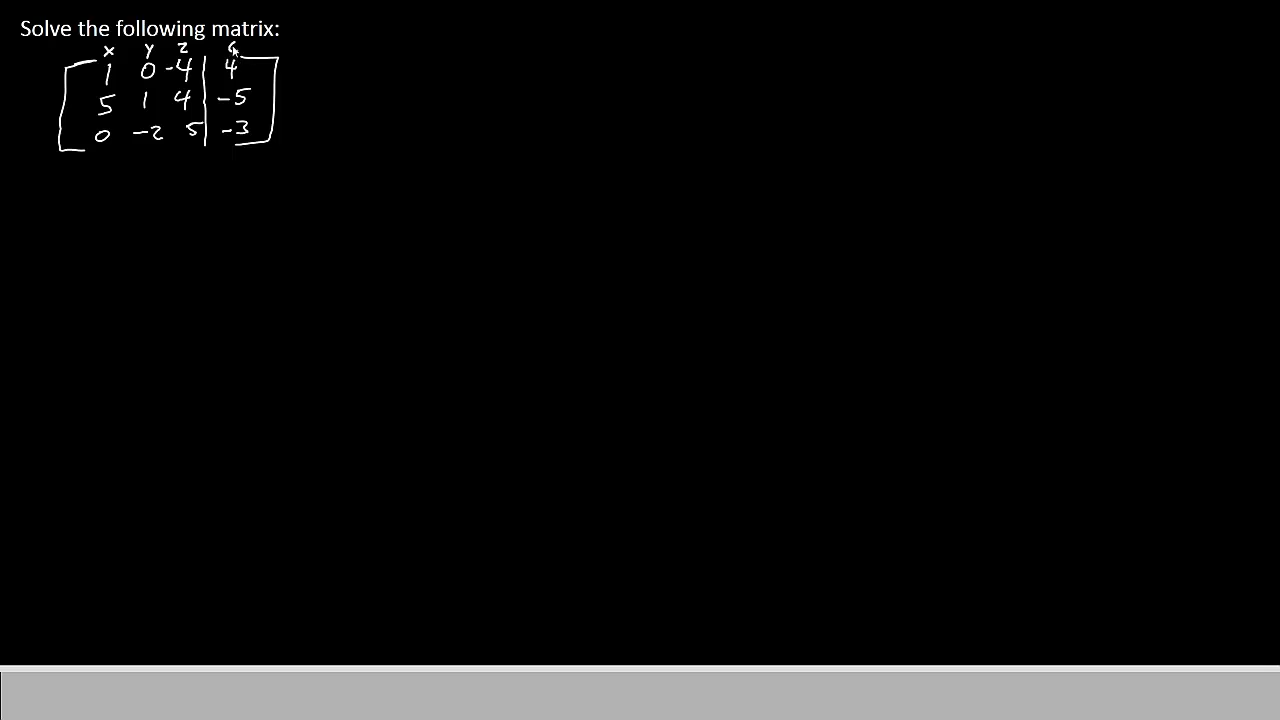 Solve the following matrix:
x y z
1 0 -4 4
5 1 4 -5
0 -2 5 -3